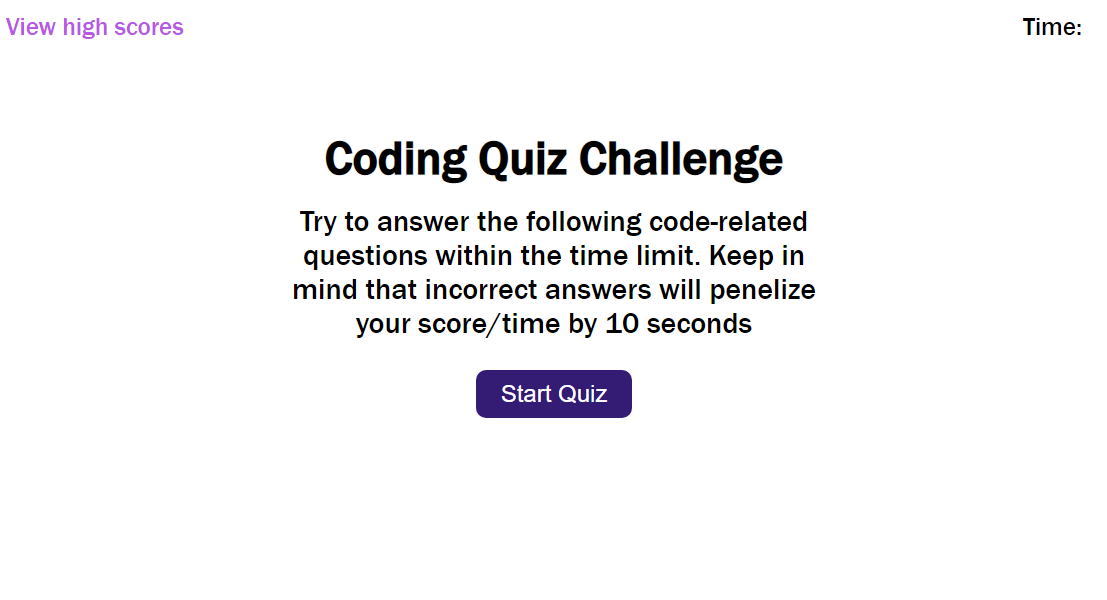 View high scores
Time:
Coding Quiz Challenge
Try to answer the following code-related
questions within the time limit. Keep in
mind that incorrect answers will penelize
your score/time by 10 seconds
Start Quiz